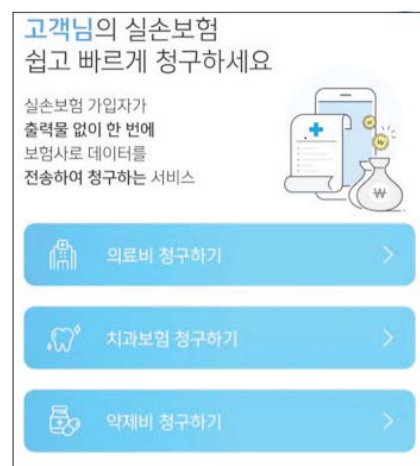 고객님의 실손보험
쉽고 빠르게 청구하세요
실손보험 가입자가
출력물 없이 한 번에
보험사로 데이터를
전송하여 청구하는 서비스
₩
의료비 청구하기
치과보험 청구하기
약제비 청구하기